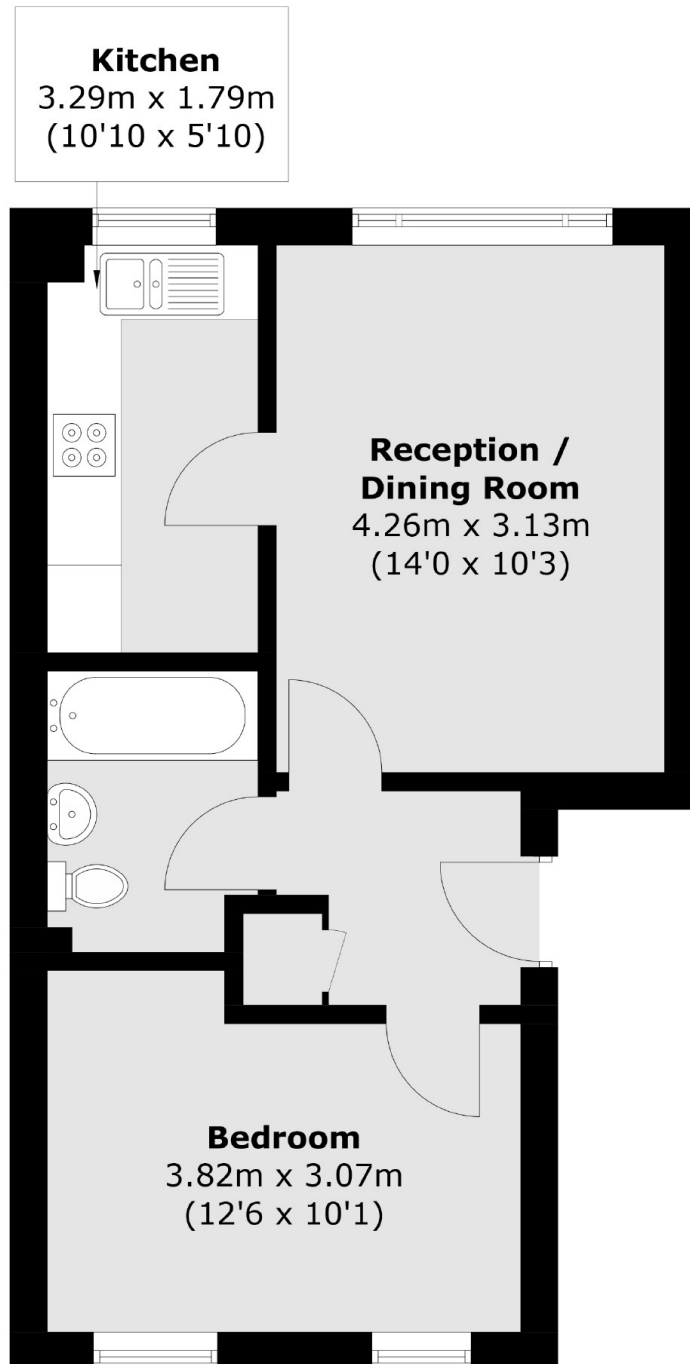 Kitchen
3.29m x 1.79m
(10'10 x 5'10)
Reception /
Dining Room
4.26m x 3.13m
(14'0 x 10'3)
Bedroom
3.82m x 3.07m
(12'6 x 10'1)